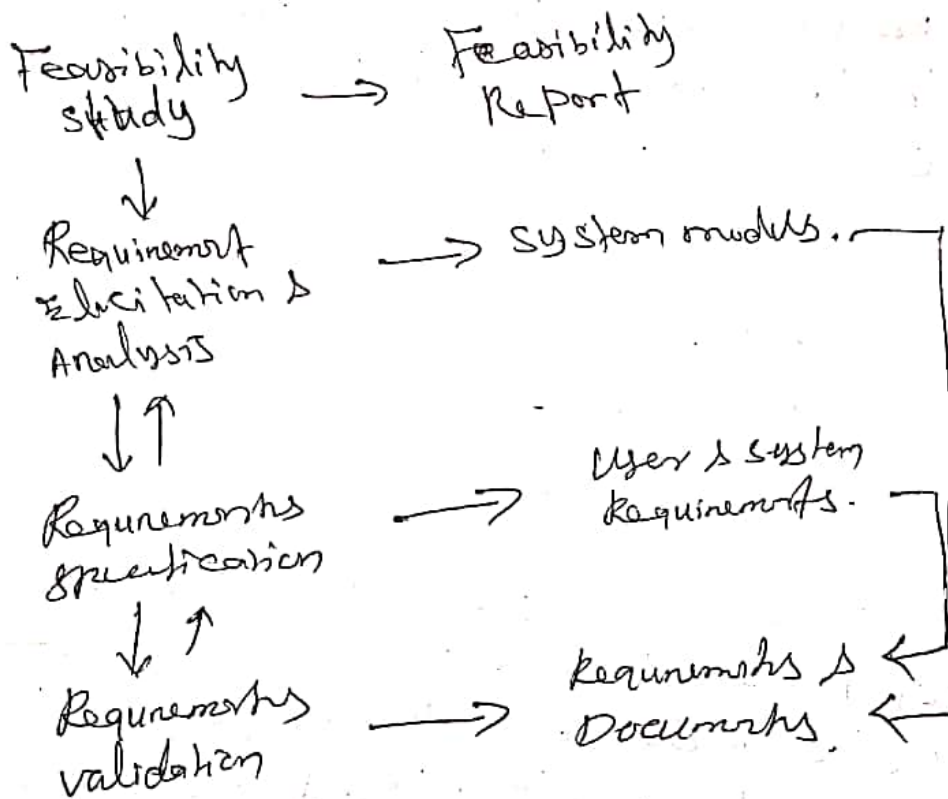 Feasibility
study
Feasibility
Report
Requirement
Elicitation &
Analysis
System models.
Requirements
specification
User & System
Requirements.
Requirements
validation
Requirements &
Documents.